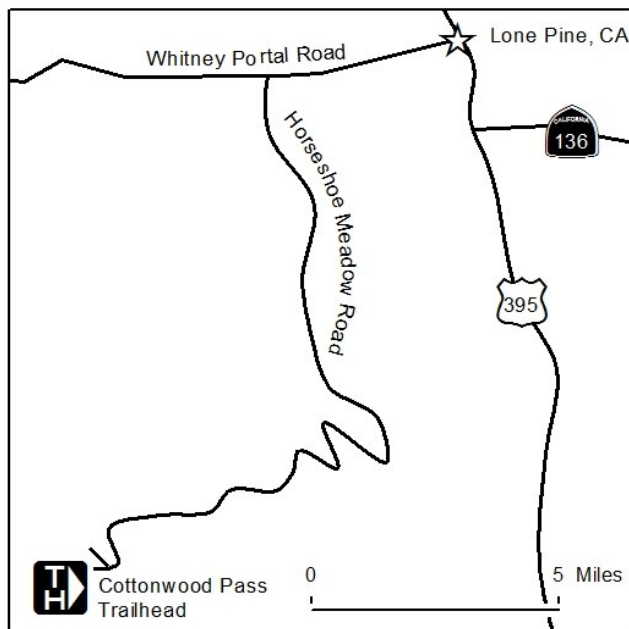 Lone Pine, CA
Whitney Portal Road
CALIFORNIA
136
Horseshoe Meadow Road
395
TH
Cottonwood Pass
Trailhead
0 5 Miles